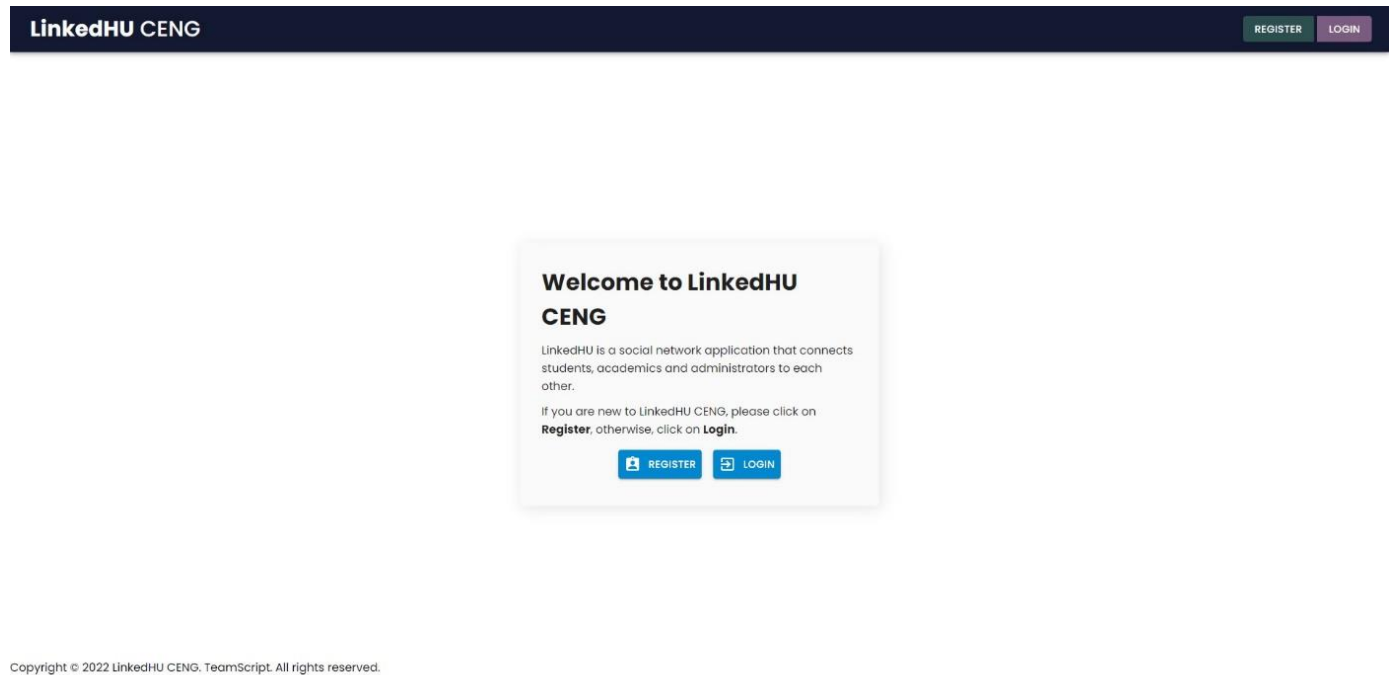 LinkedHU CENG
REGISTER LOGIN
Welcome to LinkedHU
CENG
LinkedHU is a social network application that connects
students, academics and administrators to each
other.
If you are new to LinkedHU CENG, please click on
Register, otherwise, click on Login.
REGISTER LOGIN
Copyright © 2022 LinkedHU CENG. TeamScript. All rights reserved.